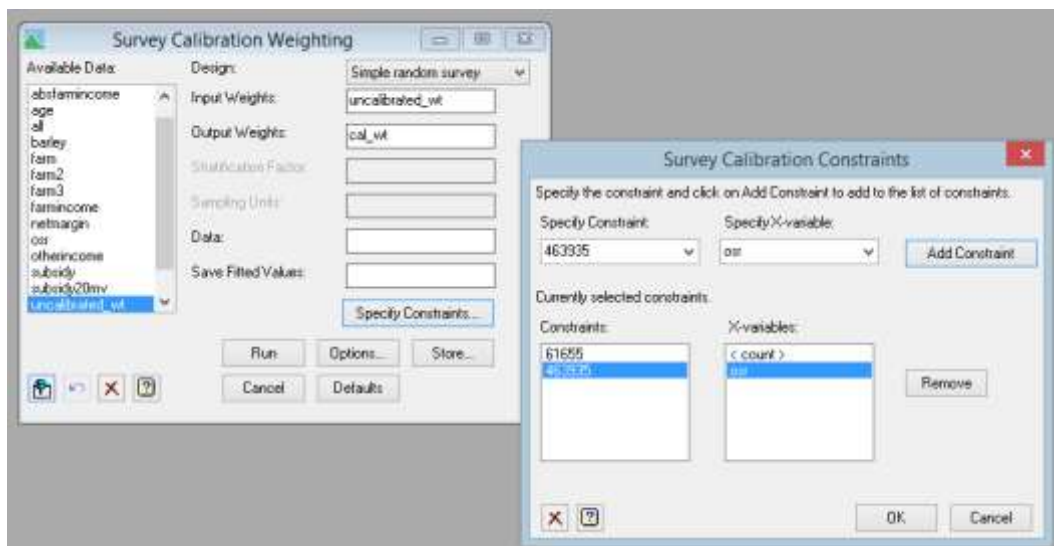 Survey Calibration Weighting
Available Data:
absfamincome
age
all
barley
farm
farm2
farm3
famincome
netmargin
osr
otherincome
subsidy
subsidy20mv
uncalibrated_wt
Design:
Simple random survey
Input Weights:
uncalibrated_wt
Output Weights:
cal_wt
Stratification Factor:
Sampling Units:
Data:
Save Fitted Values:
Specify Constraints...
Run
Options...
Store...
Cancel
Defaults
Survey Calibration Constraints
Specify the constraint and click on Add Constraint to add to the list of constraints.
Specify Constraint:
Specify X-variable:
463935
osr
Add Constraint
Currently selected constraints.
Constraints:
X-variables:
61655
< count >
463935
osr
Remove
OK
Cancel